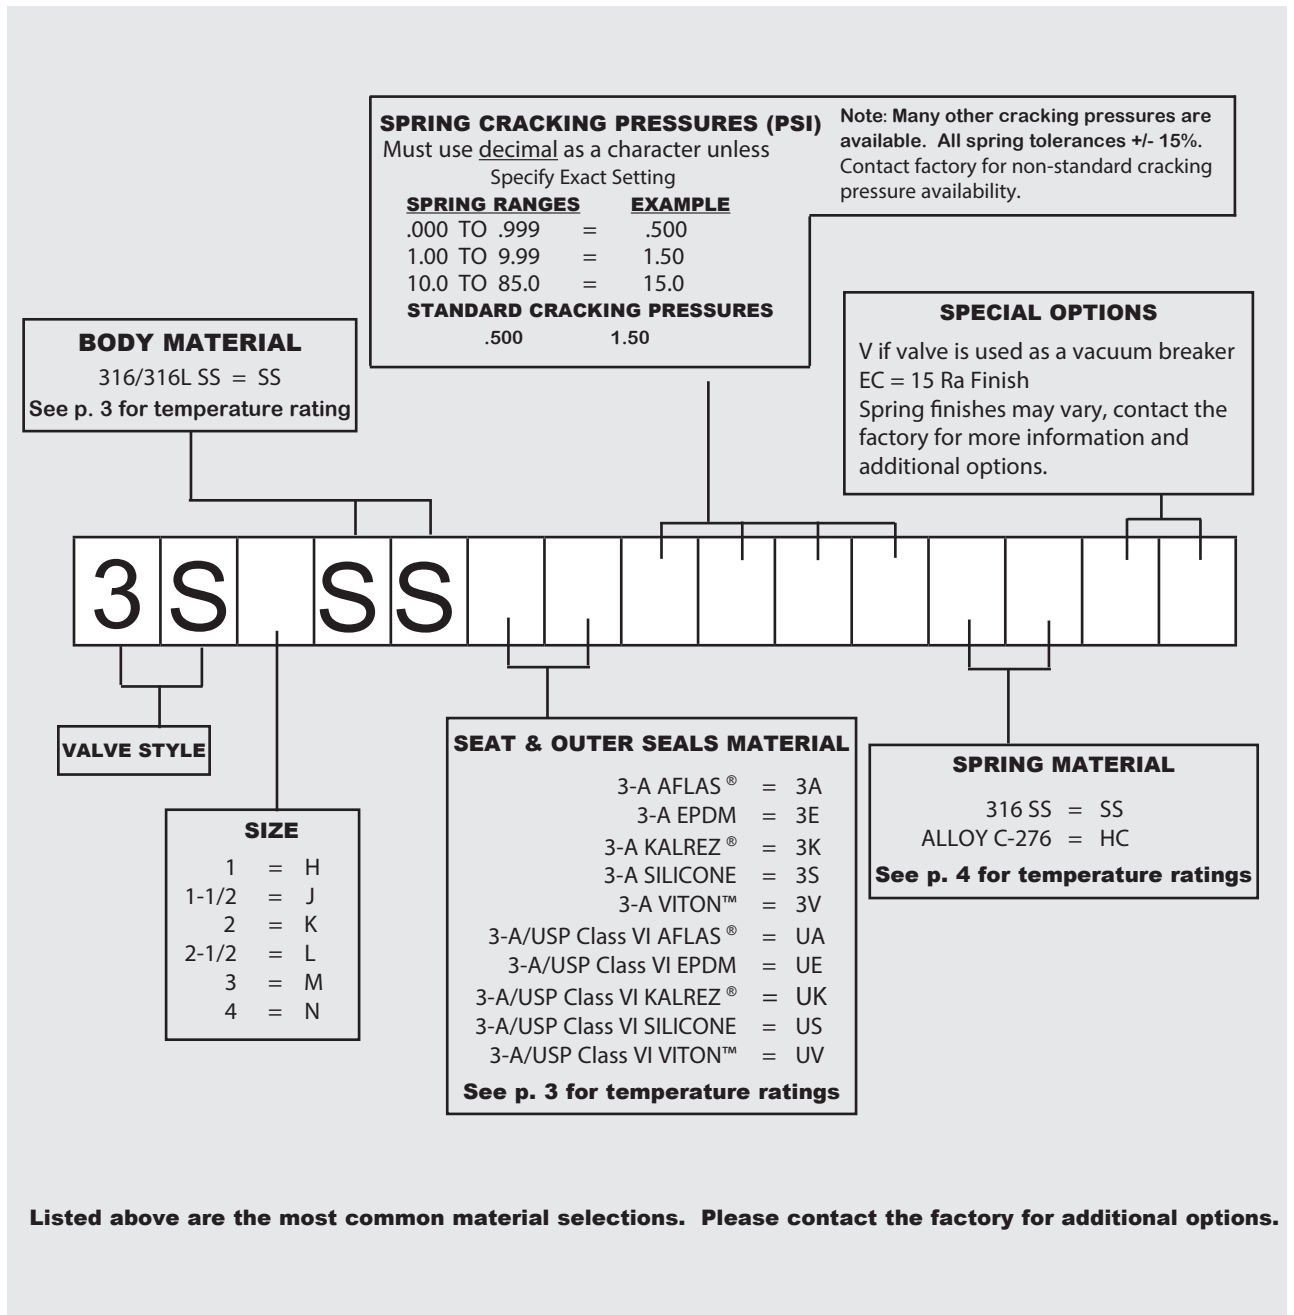 SPRING CRACKING PRESSURES (PSI)
Must use decimal as a character unless
Specify Exact Setting
SPRING RANGES EXAMPLE
.000 TO .999 = .500
1.00 TO 9.99 = 1.50
10.0 TO 85.0 = 15.0
STANDARD CRACKING PRESSURES
.500 1.50
Note: Many other cracking pressures are
available. All spring tolerances +/- 15%.
Contact factory for non-standard cracking
pressure availability.
BODY MATERIAL
316/316L SS = SS
See p. 3 for temperature rating
SPECIAL OPTIONS
V if valve is used as a vacuum breaker
EC = 15 Ra Finish
Spring finishes may vary, contact the
factory for more information and
additional options.
3 S S S
VALVE STYLE
SIZE
1 = H
1-1/2 = J
2 = K
2-1/2 = L
3 = M
4 = N
SEAT & OUTER SEALS MATERIAL
3-A AFLAS ® = 3A
3-A EPDM = 3E
3-A KALREZ ® = 3K
3-A SILICONE = 3S
3-A VITON™ = 3V
3-A/USP Class VI AFLAS ® = UA
3-A/USP Class VI EPDM = UE
3-A/USP Class VI KALREZ ® = UK
3-A/USP Class VI SILICONE = US
3-A/USP Class VI VITON™ = UV
See p. 3 for temperature ratings
SPRING MATERIAL
316 SS = SS
ALLOY C-276 = HC
See p. 4 for temperature ratings
Listed above are the most common material selections. Please contact the factory for additional options.